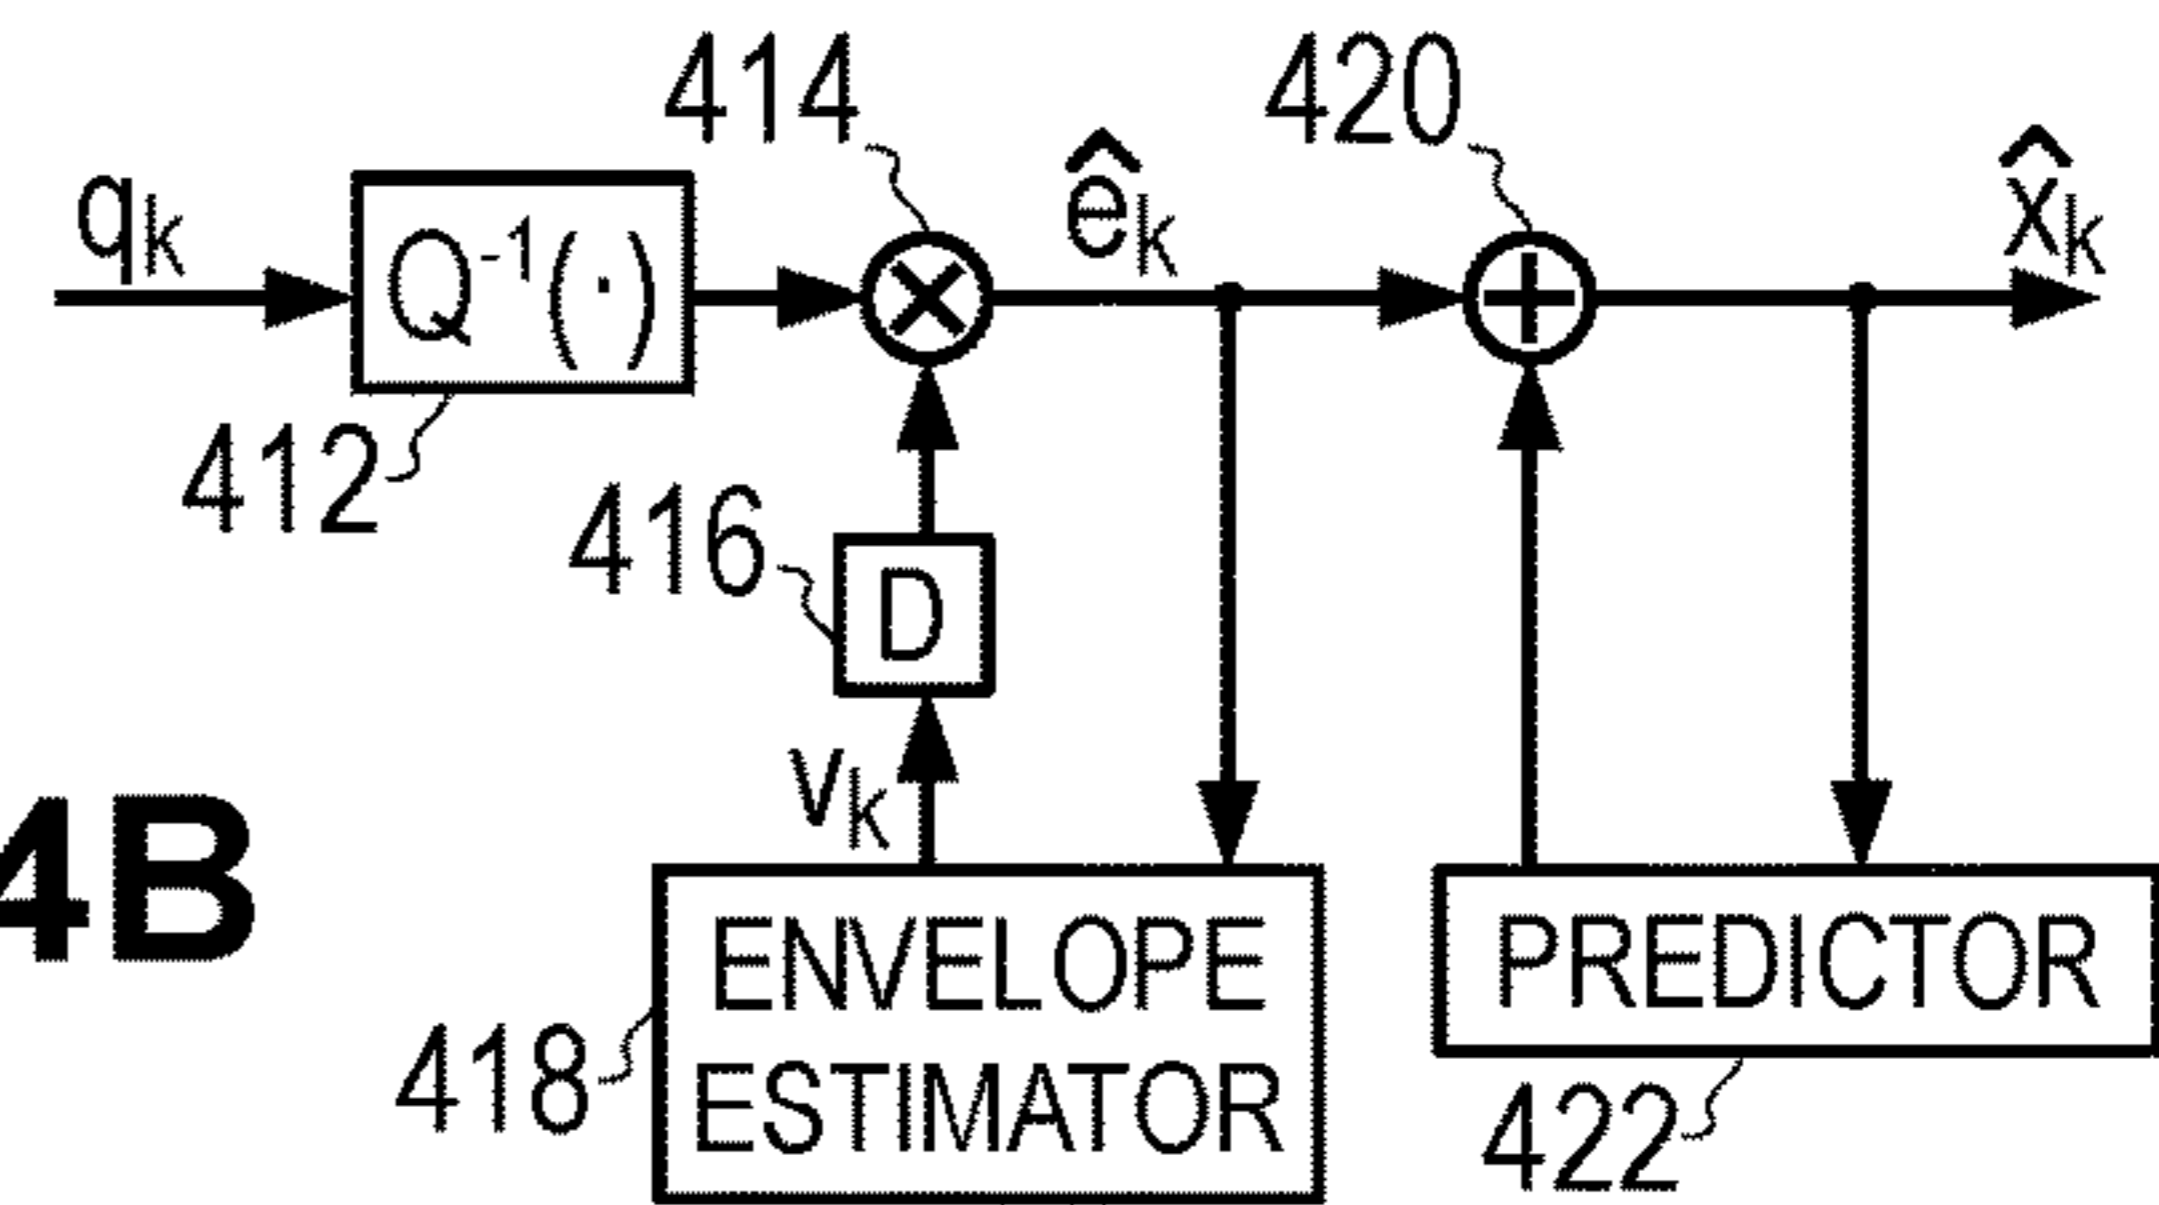 414
420
q_k
Q⁻¹(·)
ê_k
x̂_k
412
416
D
v_k
4B
ENVELOPE
ESTIMATOR
PREDICTOR
418
422